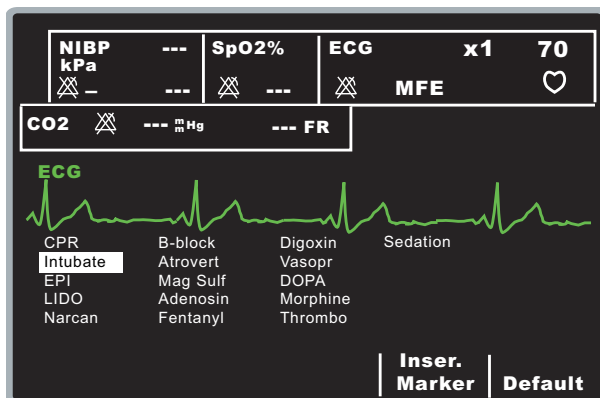 NIBP --- SpO2% ECG x1 70
kPa
– --- --- MFE
CO2 --- mmHg --- FR
ECG
CPR B-block Digoxin Sedation
Intubate Atrovert Vasopr
EPI Mag Sulf DOPA
LIDO Adenosin Morphine
Narcan Fentanyl Thrombo
Inser.
Marker Default